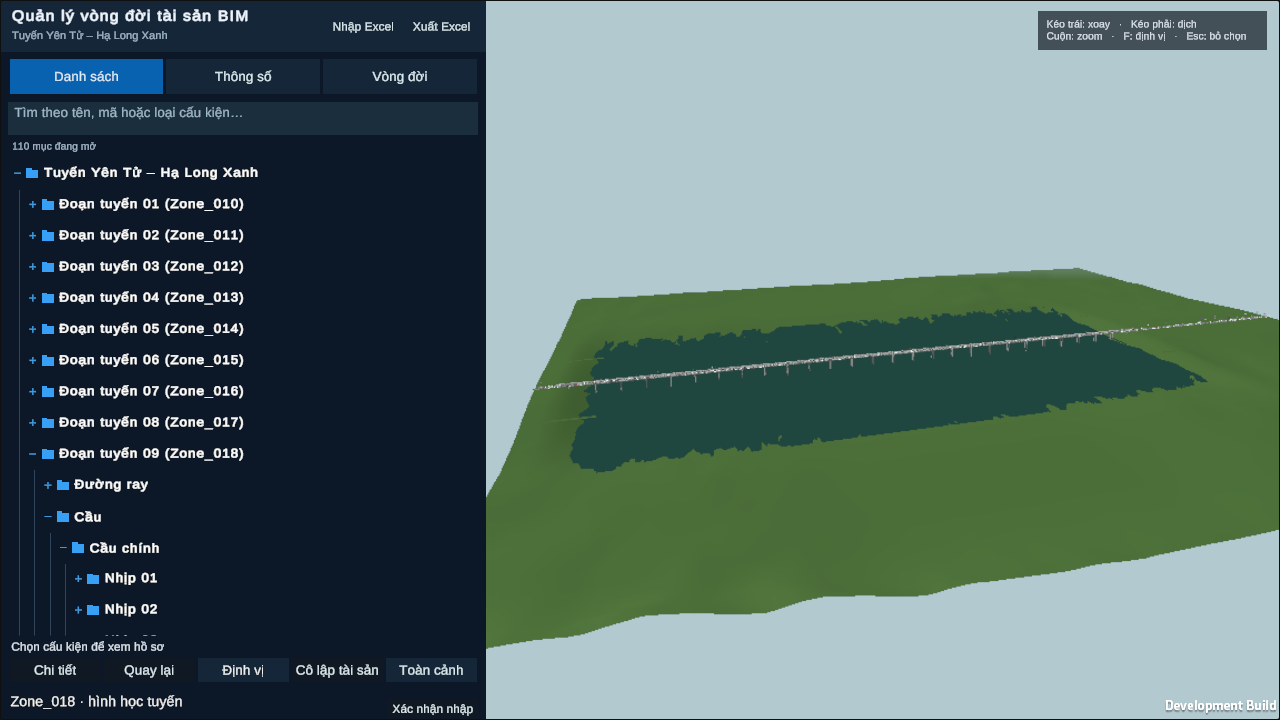 Quản lý vòng đời tài sản BIM
Tuyến Yên Tử – Hạ Long Xanh
Nhập Excel
Xuất Excel
Danh sách
Thông số
Vòng đời
Tìm theo tên, mã hoặc loại cấu kiện...
110 mục đang mở
Tuyến Yên Tử – Hạ Long Xanh
Đoạn tuyến 01 (Zone_010)
Đoạn tuyến 02 (Zone_011)
Đoạn tuyến 03 (Zone_012)
Đoạn tuyến 04 (Zone_013)
Đoạn tuyến 05 (Zone_014)
Đoạn tuyến 06 (Zone_015)
Đoạn tuyến 07 (Zone_016)
Đoạn tuyến 08 (Zone_017)
Đoạn tuyến 09 (Zone_018)
Đường ray
Cầu
Cầu chính
Nhịp 01
Nhịp 02
Chọn cấu kiện để xem hồ sơ
Chi tiết
Quay lại
Định vị
Cô lập tài sản
Toàn cảnh
Zone_018 · hình học tuyến
Xác nhận nhập
Kéo trái: xoay · Kéo phải: dịch
Cuộn: zoom · F: định vị · Esc: bỏ chọn
Development Build